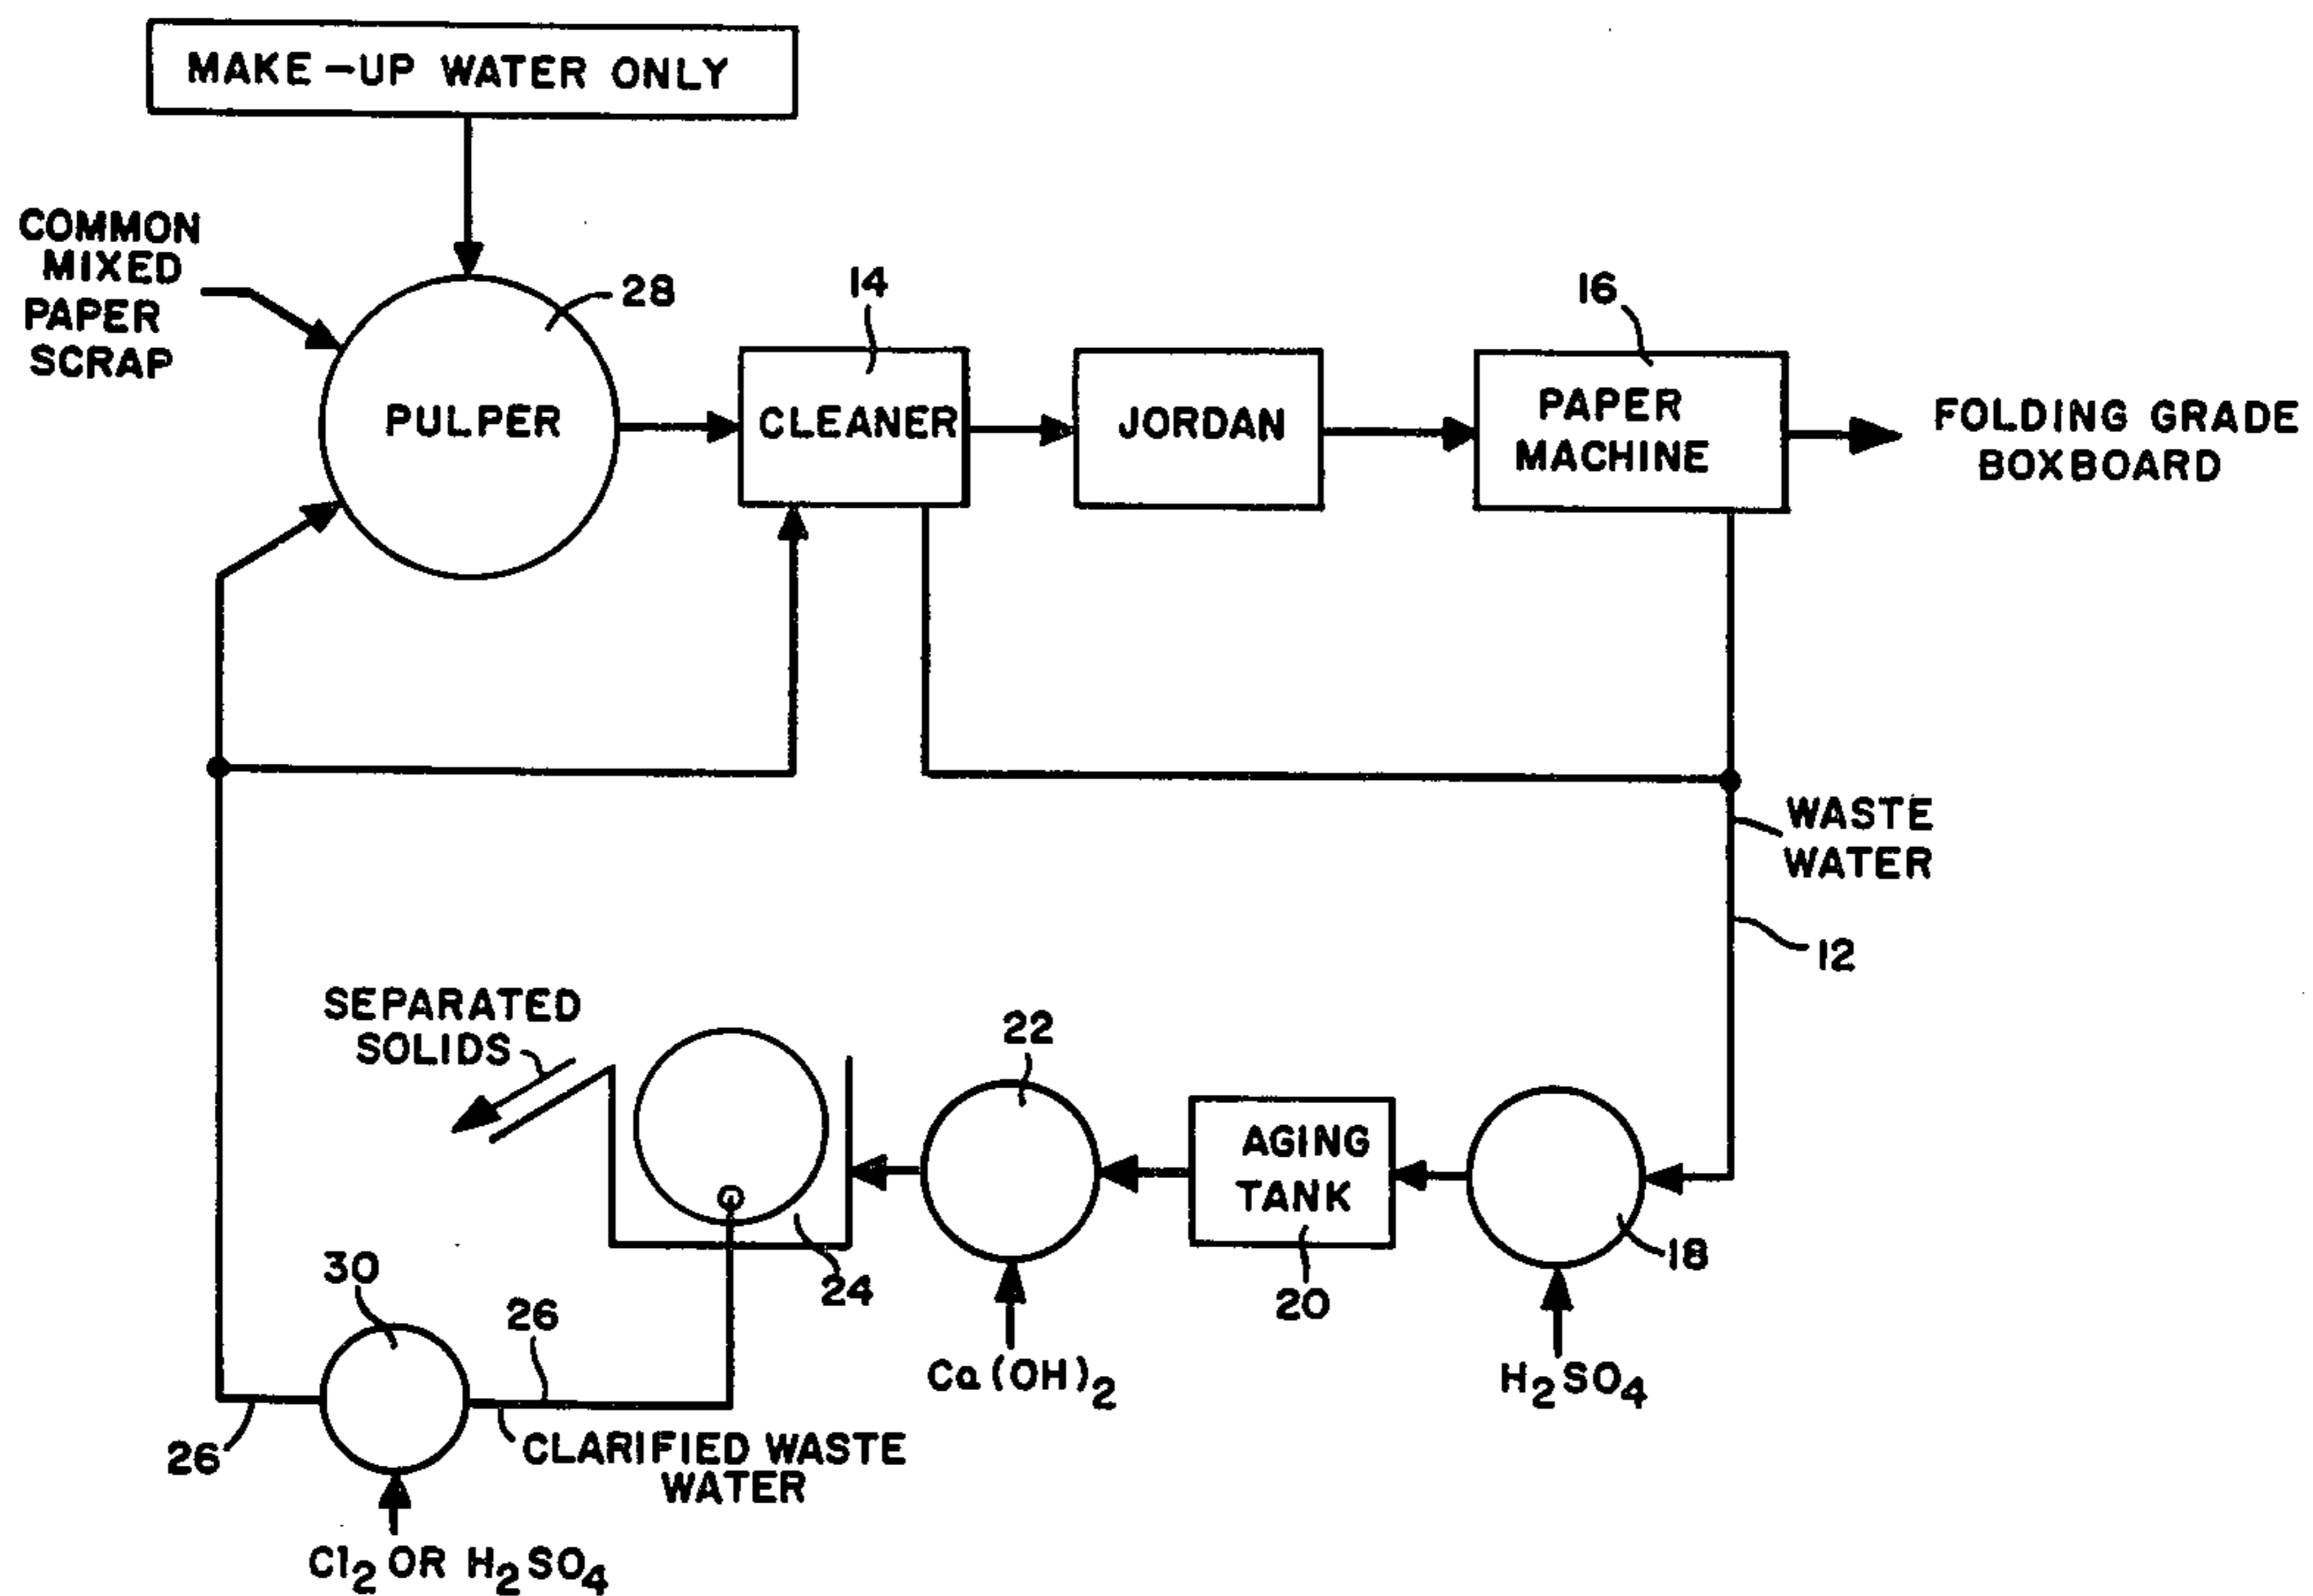 MAKE-UP WATER ONLY
COMMON
MIXED
PAPER
SCRAP
28
14
16
PULPER
CLEANER
JORDAN
PAPER
MACHINE
FOLDING GRADE
BOXBOARD
WASTE
WATER
12
SEPARATED
SOLIDS
22
AGING
TANK
18
20
24
30
26
Ca(OH)2
H2SO4
26
CLARIFIED WASTE
WATER
Cl2 OR H2SO4